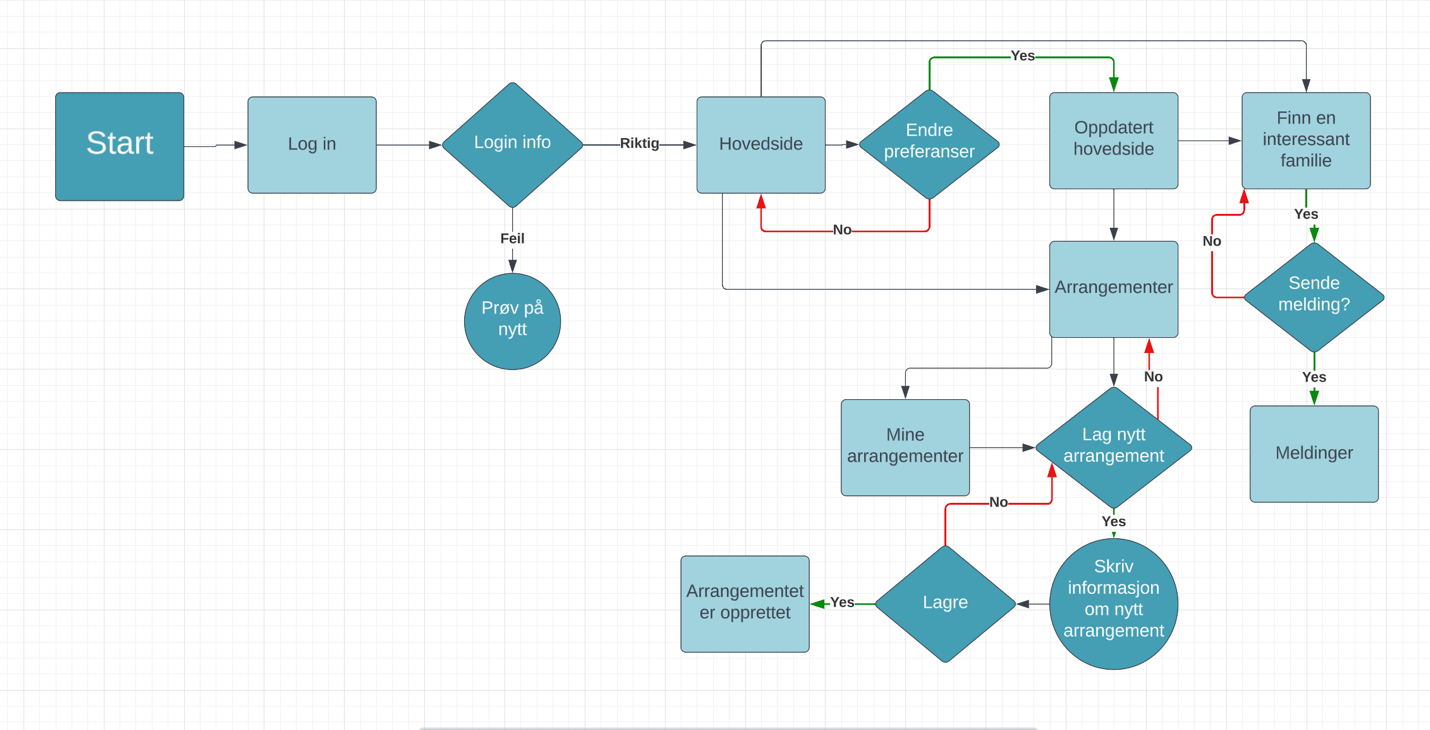 Yes
Start
Log in
Login info
Riktig
Hovedside
Endre
preferanser
Oppdatert
hovedside
Finn en
interessant
familie
No
Feil
Yes
No
Prøv på
nytt
Arrangementer
Sende
melding?
No
Yes
Mine
arrangementer
Lag nytt
arrangement
Meldinger
No
Yes
Arrangementet
er opprettet
Yes
Lagre
Skriv
informasjon
om nytt
arrangement